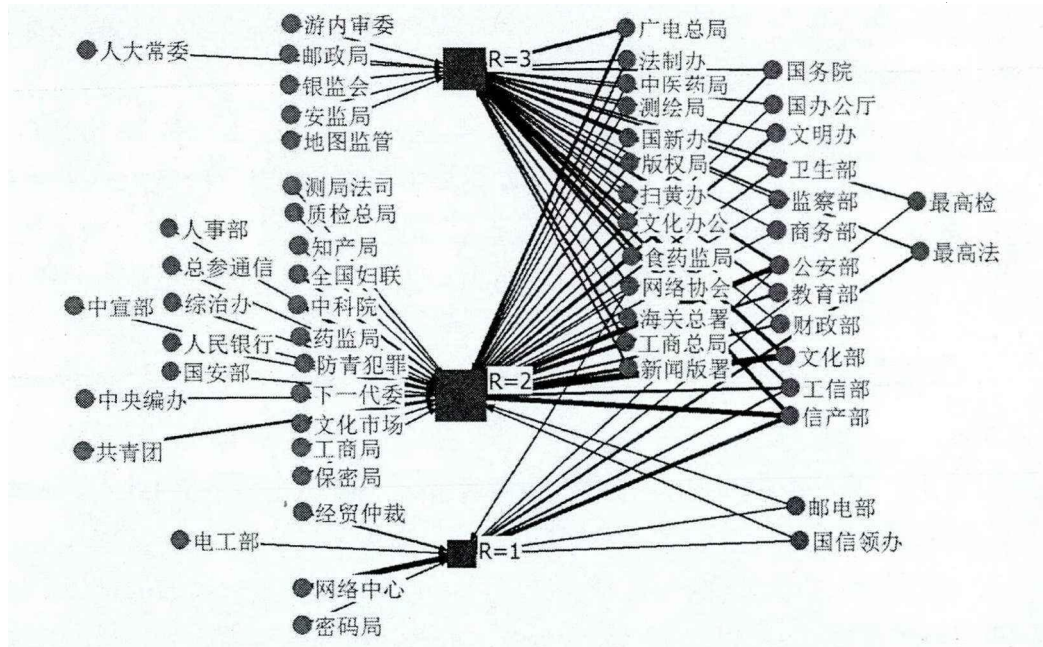 游内审委
人大常委
邮政局
银监会
安监局
地图监管
R=3
广电总局
法制办
中医药局
测绘局
国新办
版权局
扫黄办
文化办公
食药监局
网络协会
海关总署
工商总局
新闻版署
国务院
国办公厅
文明办
卫生部
监察部
商务部
公安部
教育部
财政部
文化部
工信部
信产部
最高检
最高法
测局法司
质检总局
知产局
全国妇联
中科院
药监局
防青犯罪
下一代委
文化市场
工商局
保密局
人事部
总参通信
综治办
中宣部
人民银行
国安部
中央编办
共青团
R=2
经贸仲裁
电工部
R=1
网络中心
密码局
邮电部
国信领办